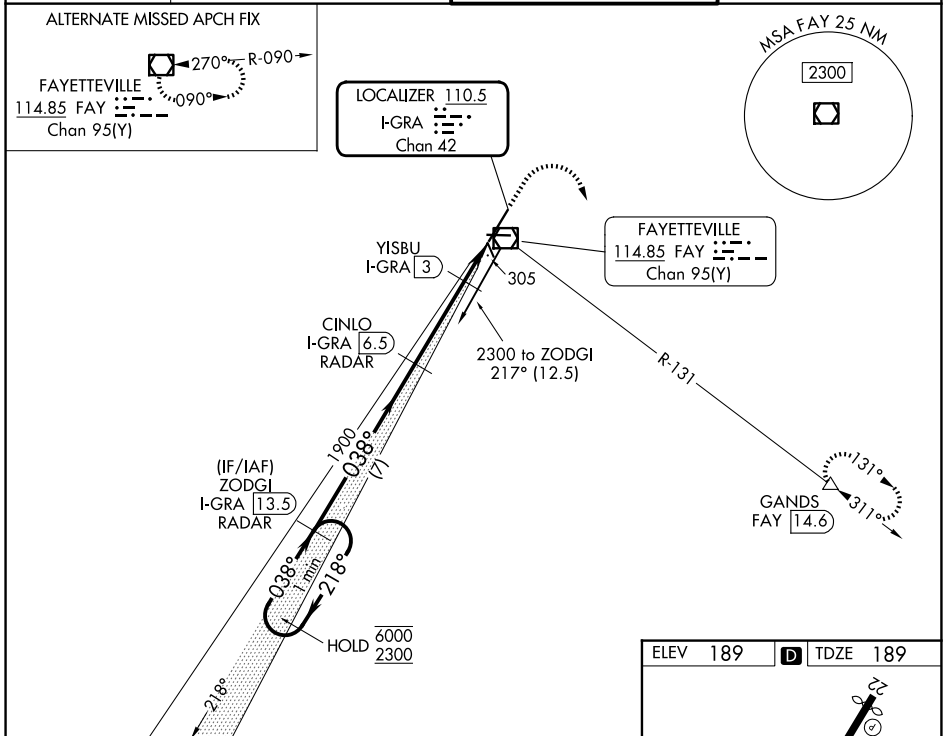 ALTERNATE MISSED APCH FIX
270°
R-090
090°
FAYETTEVILLE
114.85 FAY
Chan 95(Y)
LOCALIZER 110.5
I-GRA
Chan 42
MSA FAY 25 NM
2300
FAYETTEVILLE
114.85 FAY
Chan 95(Y)
YISBU
I-GRA 3
305
CINLO
I-GRA 6.5
RADAR
2300 to ZODGI
217° (12.5)
R-131
1900
038°
(7)
(IF/IAF)
ZODGI
I-GRA 13.5
RADAR
131°
311°
GANDS
FAY 14.6
038°
1 min
218°
HOLD 6000
2300
218°
ELEV 189 D TDZE 189
22